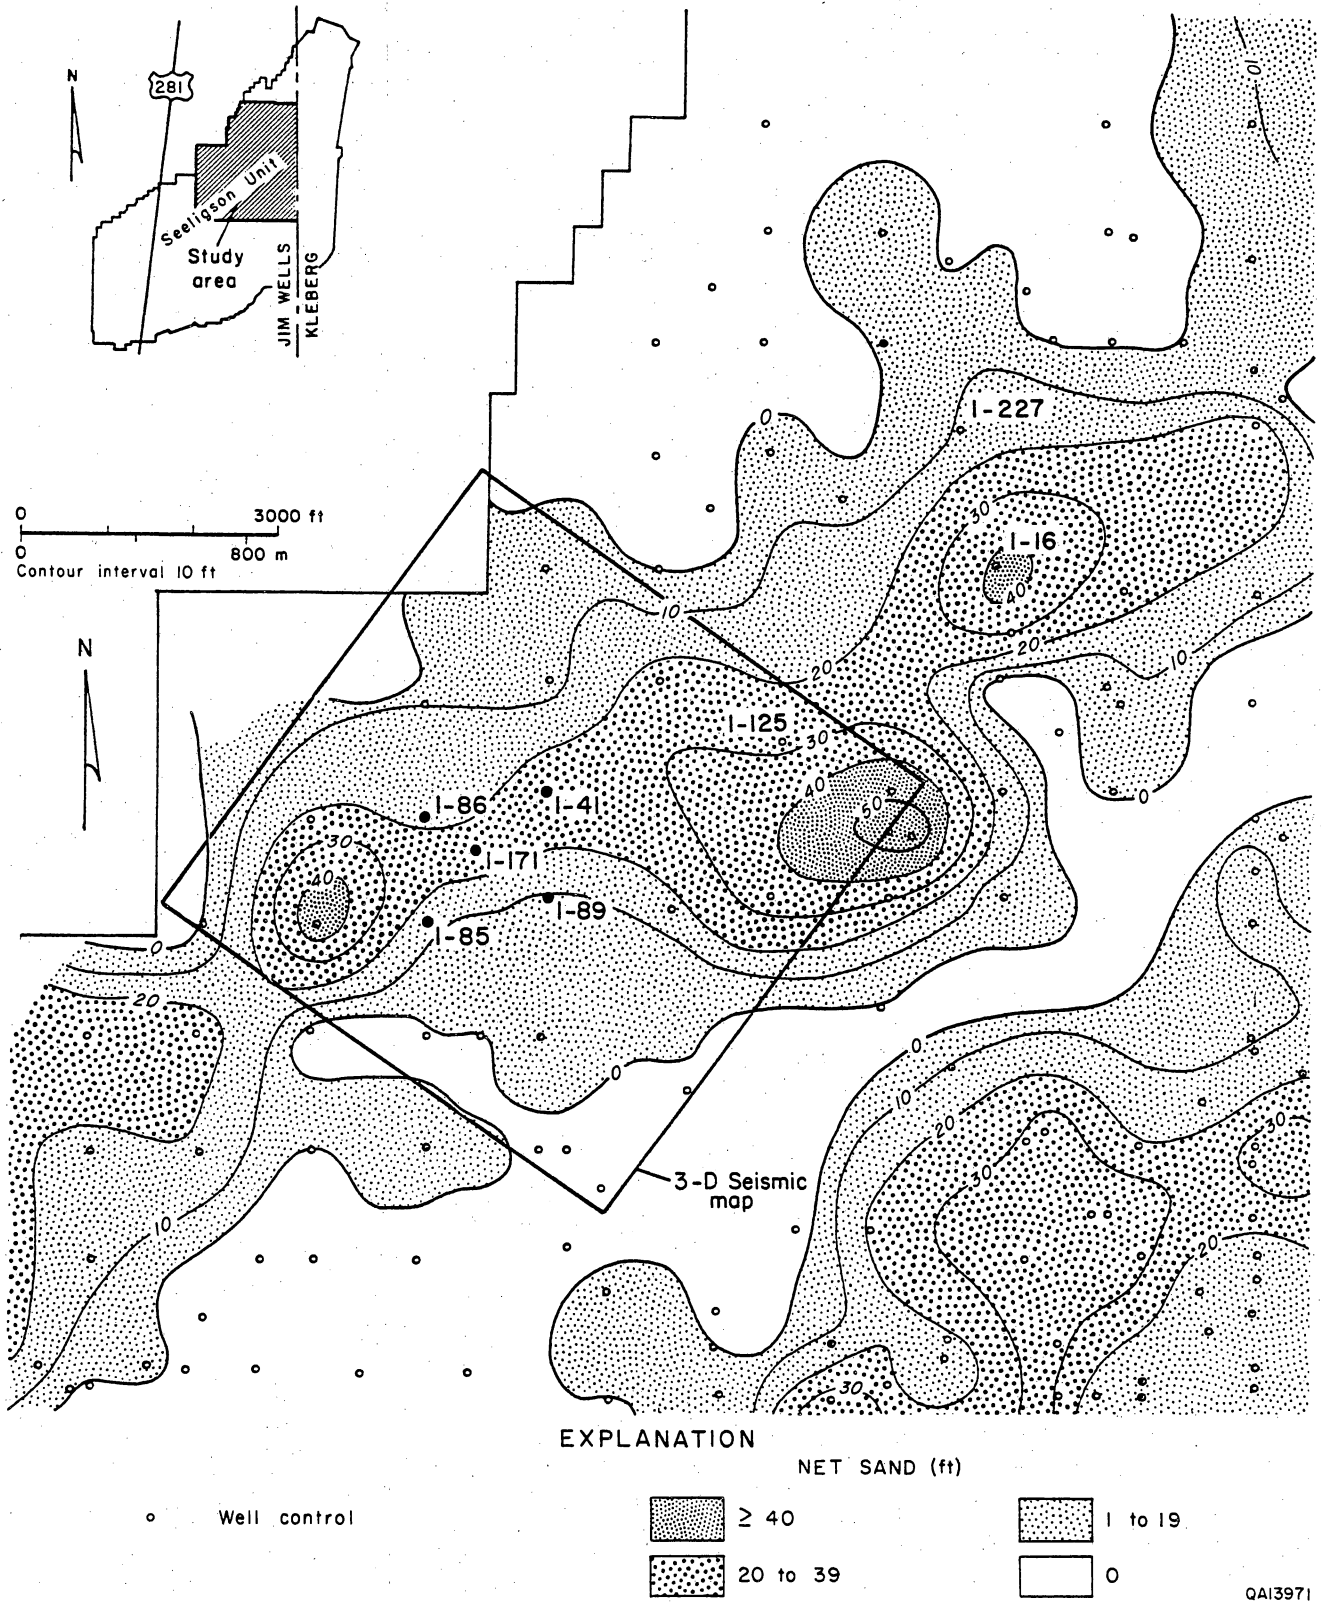 N
281
Seeligson Unit
Study
area
JIM WELLS
KLEBERG
10
0
1-227
0 3000 ft
0 800 m
Contour interval 10 ft
30
1-16
40
10
20
20
10
N
1-125
30
40
50
0
1-86
1-41
30
1-171
40
1-89
1-85
0
20
0
0
10
20
30
30
3-D Seismic
map
10
20
30
EXPLANATION
NET SAND (ft)
Well control
≥ 40
1 to 19
20 to 39
0
QA13971